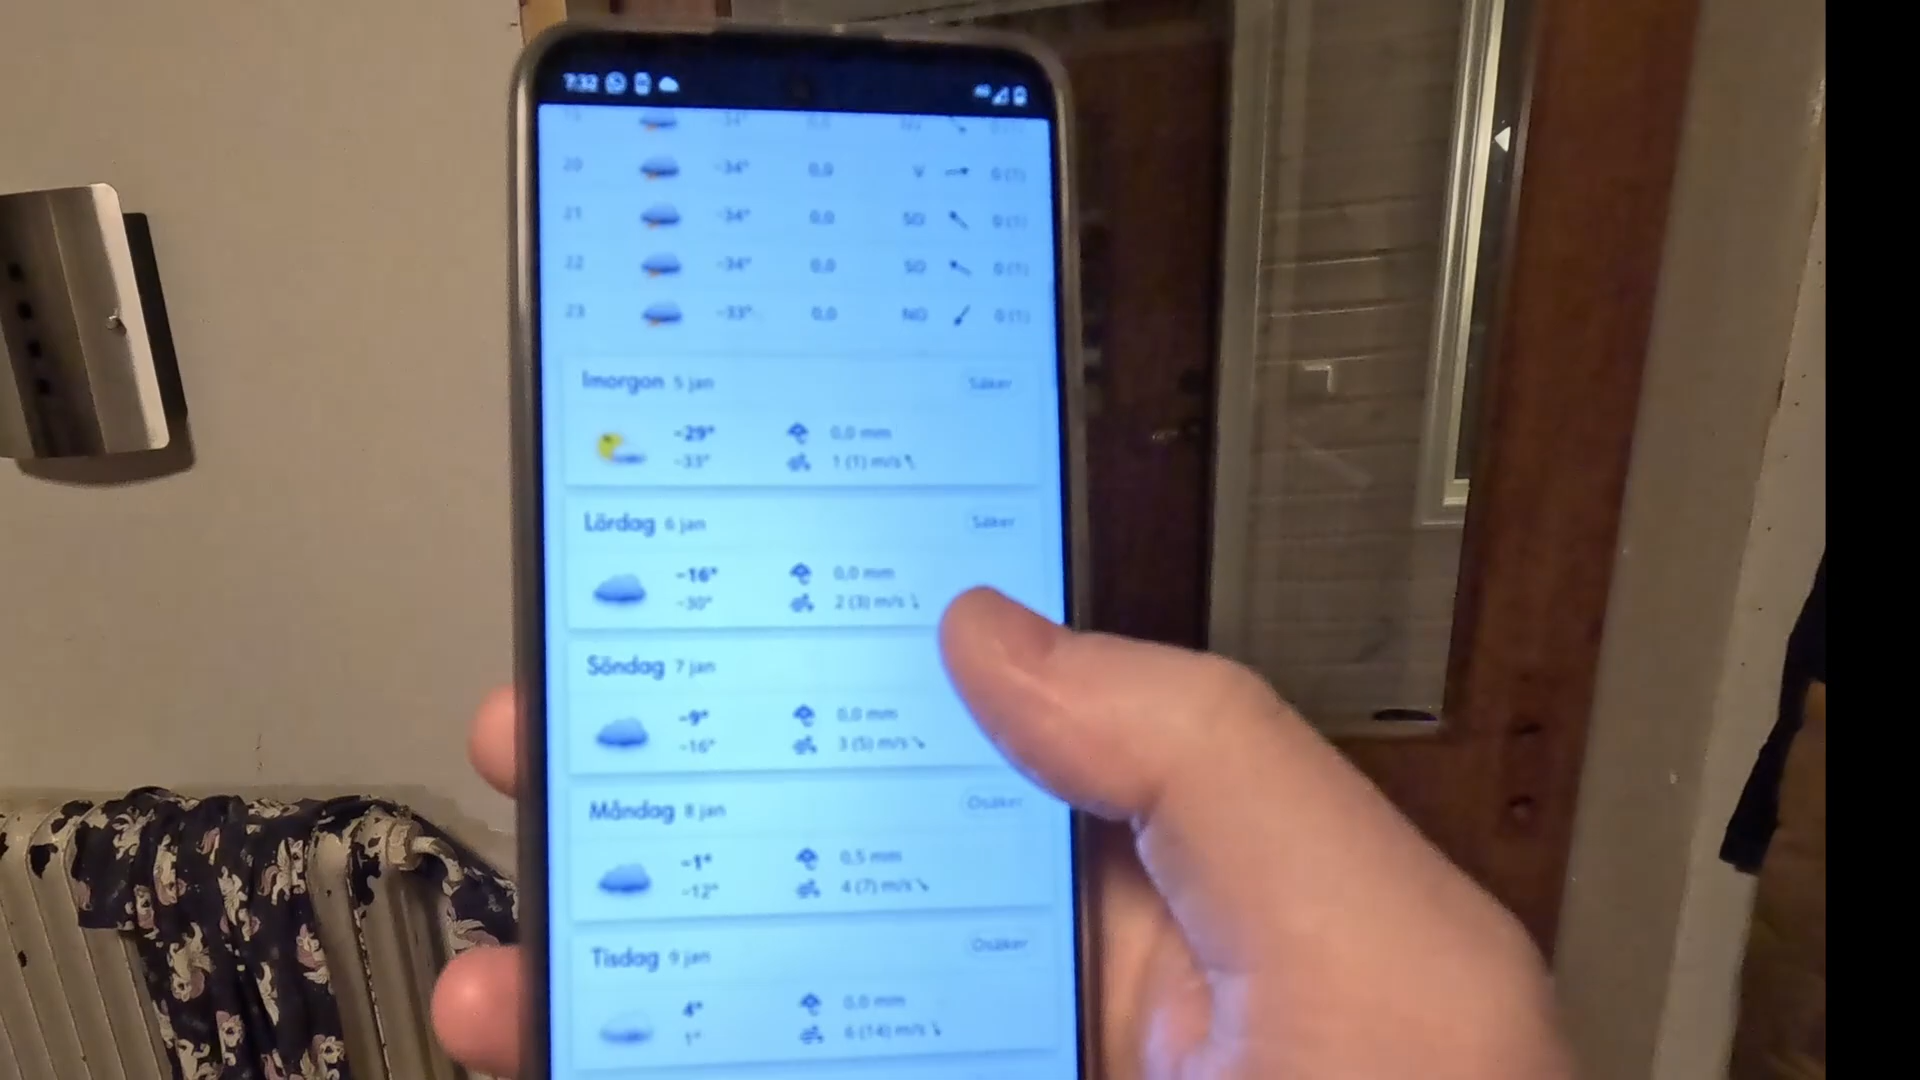 7:32
20 -34° 0,0 V 0 (1)
21 -34° 0,0 SO 0 (1)
22 -34° 0,0 SO 0 (1)
23 -33° 0,0 NO 0 (1)
Imorgon 5 jan Säker
-29° 0,0 mm
-33° 1 (1) m/s
Lördag 6 jan Säker
-16° 0,0 mm
-30° 2 (3) m/s
Söndag 7 jan
-9° 0,0 mm
-16° 3 (5) m/s
Måndag 8 jan Osäker
-1° 0,5 mm
-12° 4 (7) m/s
Tisdag 9 jan Osäker
4° 0,0 mm
1° 6 (14) m/s